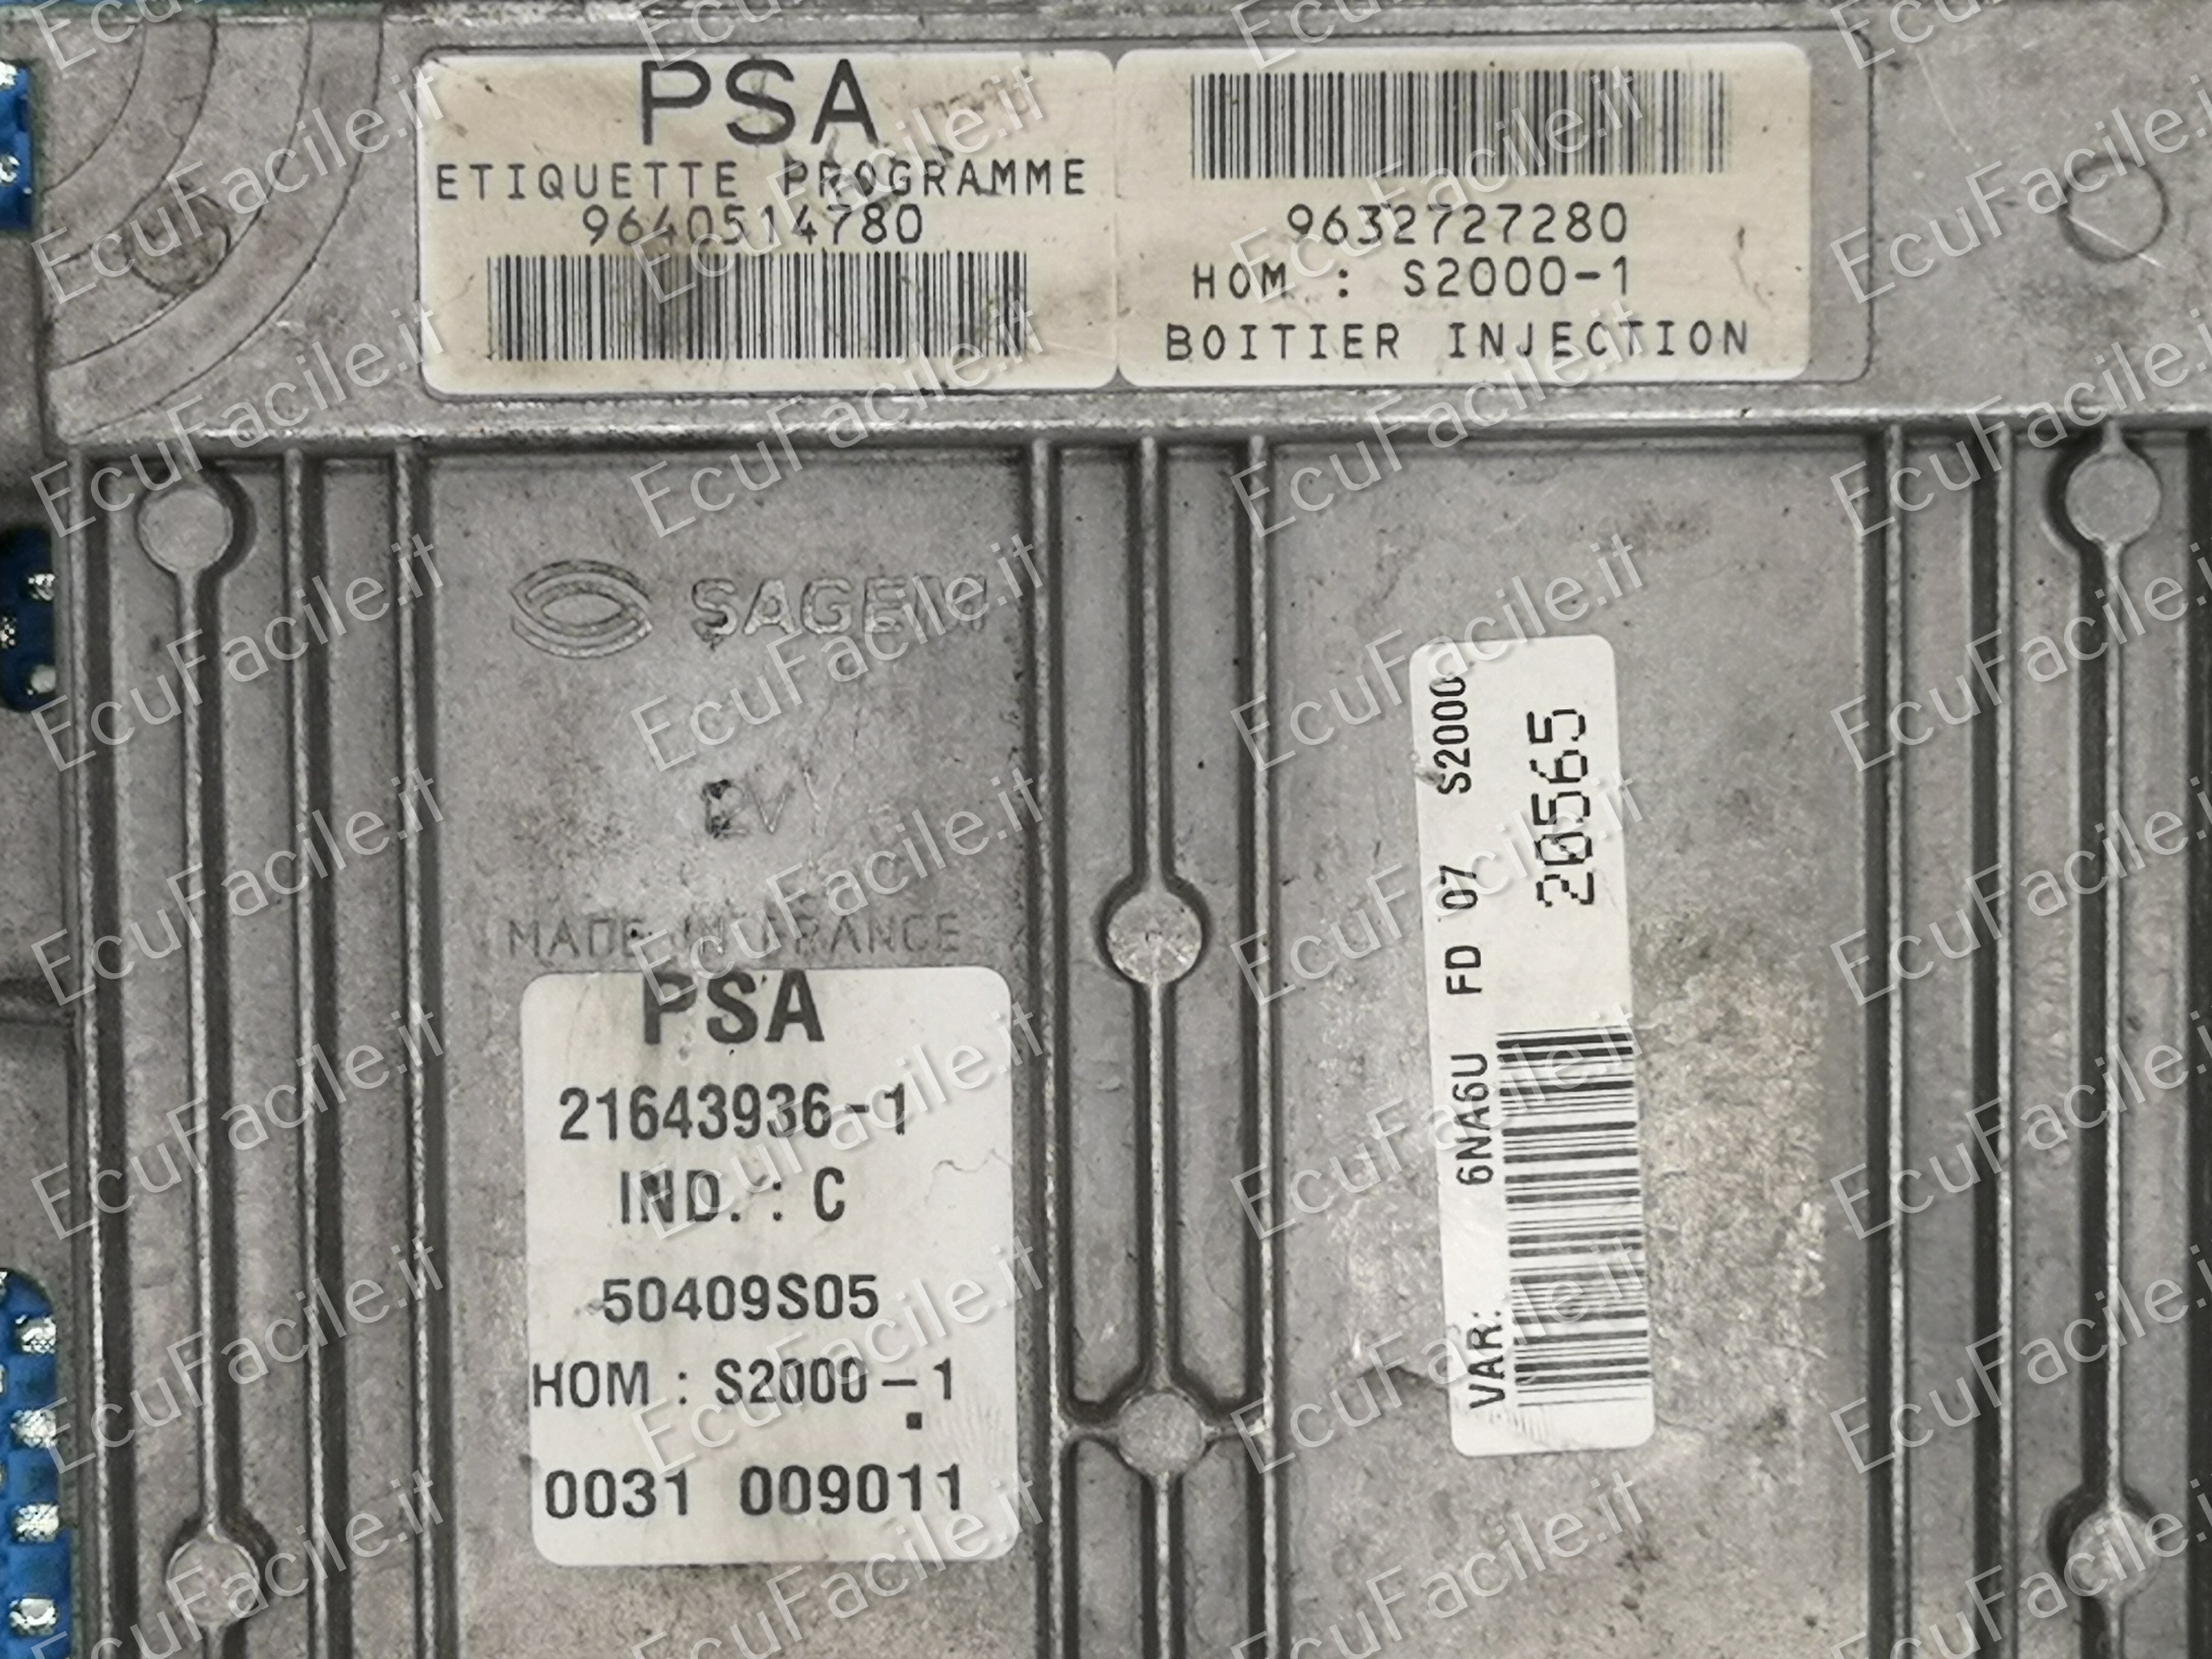 PSA
ETIQUETTE PROGRAMME
9640514780
9632727280
HOM : S2000-1
BOITIER INJECTION
SAGEM
12V
MADE IN FRANCE
PSA
21643936-1
IND. : C
50409S05
HOM : S2000-1
0031 009011
VAR: 6NA6U FD 07 S2000
20565
EcuFacile.it